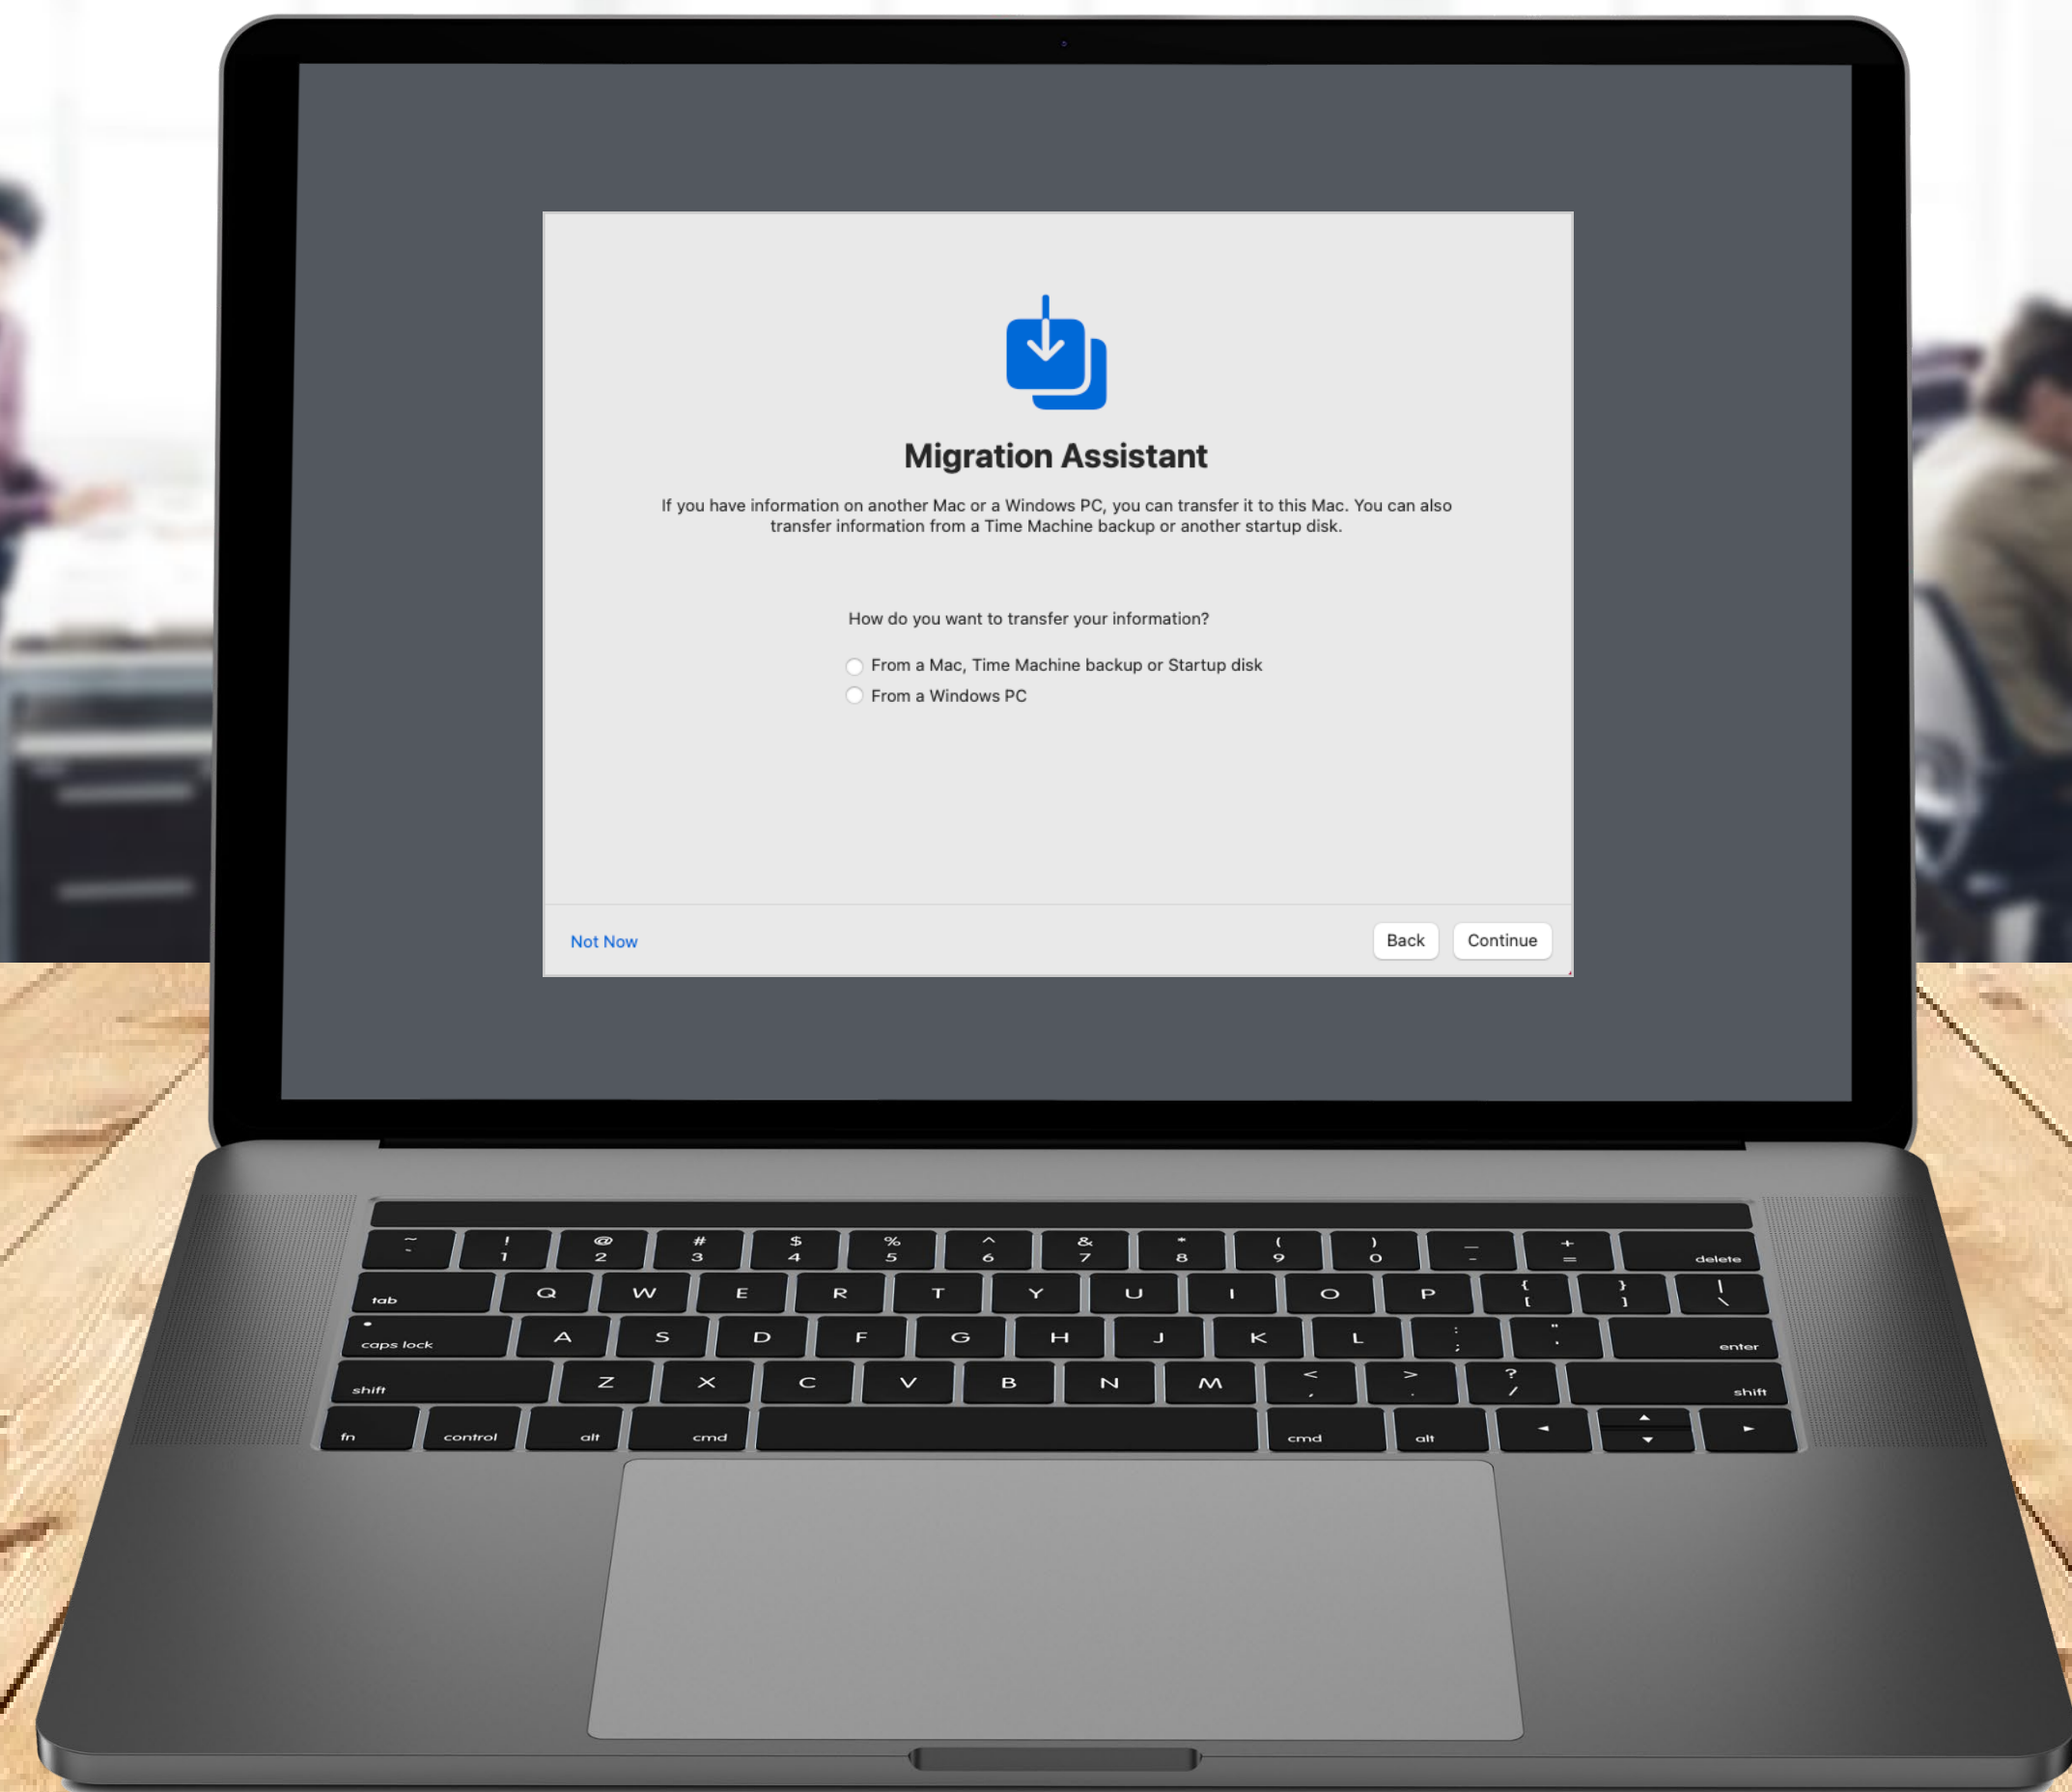 Migration Assistant
If you have information on another Mac or a Windows PC, you can transfer it to this Mac. You can also
transfer information from a Time Machine backup or another startup disk.
How do you want to transfer your information?
From a Mac, Time Machine backup or Startup disk
From a Windows PC
Not Now Back Continue
~ ! @ # $ % ^ & * ( ) _ +
` 1 2 3 4 5 6 7 8 9 0 - = delete
tab Q W E R T Y U I O P { [ } ] | \
caps lock A S D F G H J K L : ; " ' enter
shift Z X C V B N M < , > . ? / shift
fn control alt cmd cmd alt ◄ ▲ ▼ ►